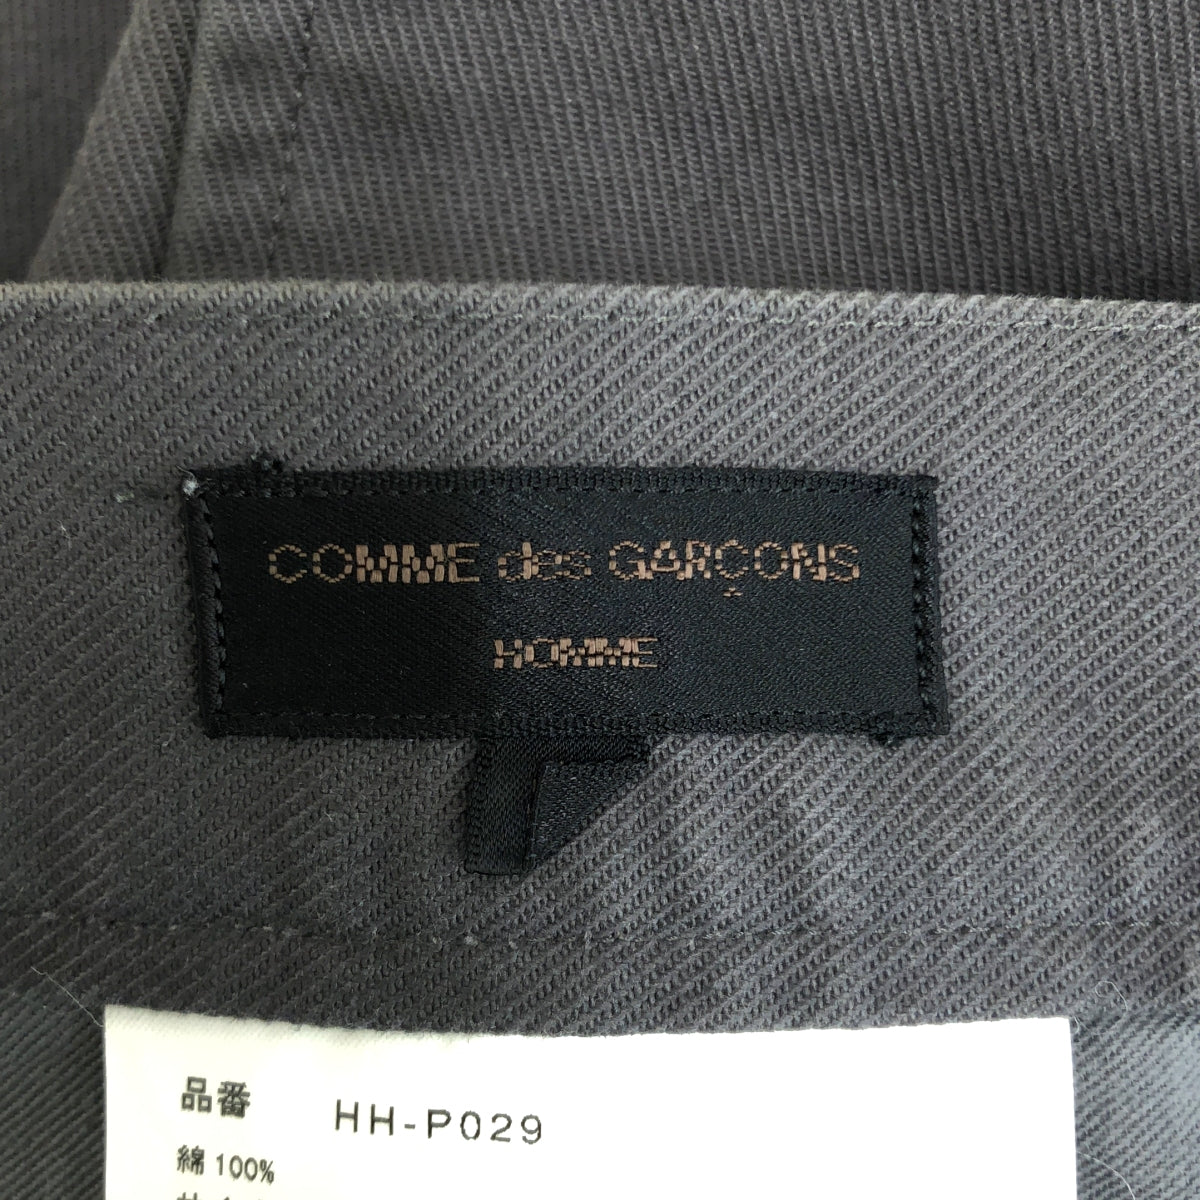 COMME des GARÇONS
HOMME
品番 HH-P029
綿 100%